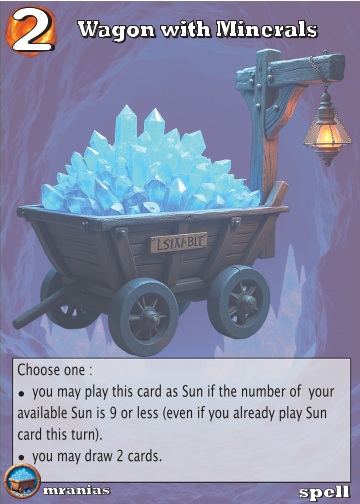 2 Wagon with Minerals
LSIXABLE
Choose one :
• you may play this card as Sun if the number of your
available Sun is 9 or less (even if you already play Sun
card this turn).
• you may draw 2 cards.
mranias spell